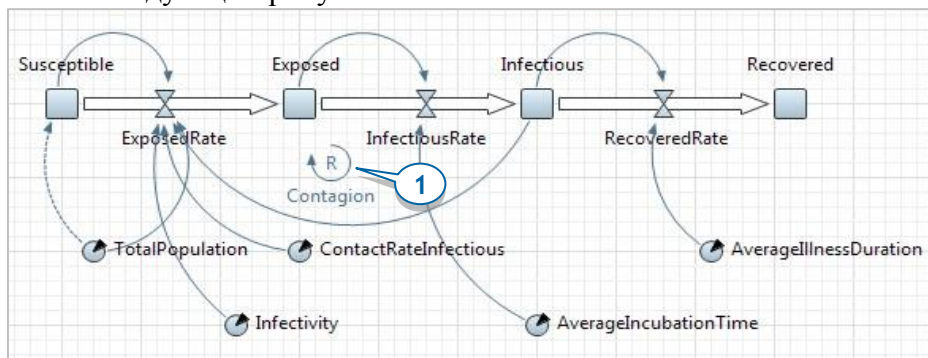 Susceptible
Exposed
Infectious
Recovered
ExposedRate
InfectiousRate
RecoveredRate
R
1
Contagion
TotalPopulation
ContactRateInfectious
AverageIllnessDuration
Infectivity
AverageIncubationTime